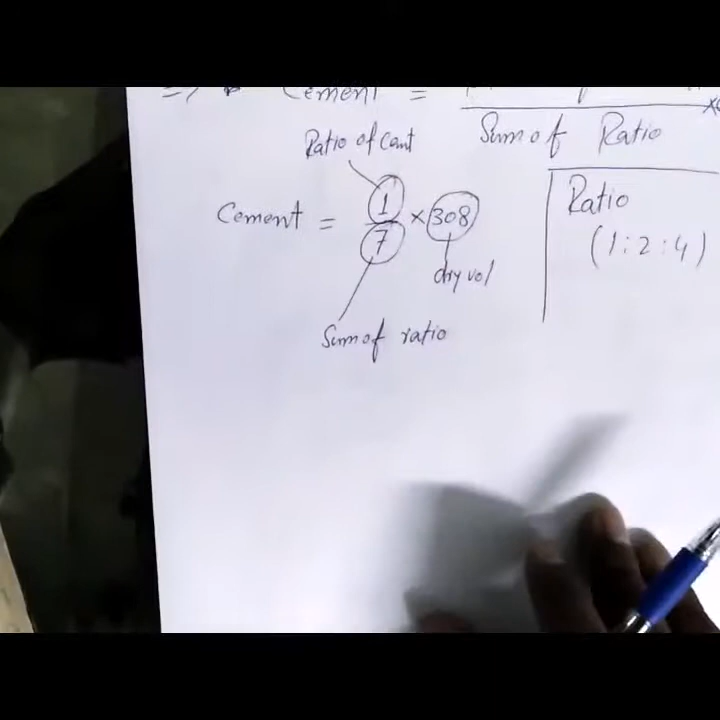 => Cement =
Sum of Ratio
Ratio of cent
Cement = 1/7 × 308
dry vol
Sum of ratio
Ratio
(1:2:4)